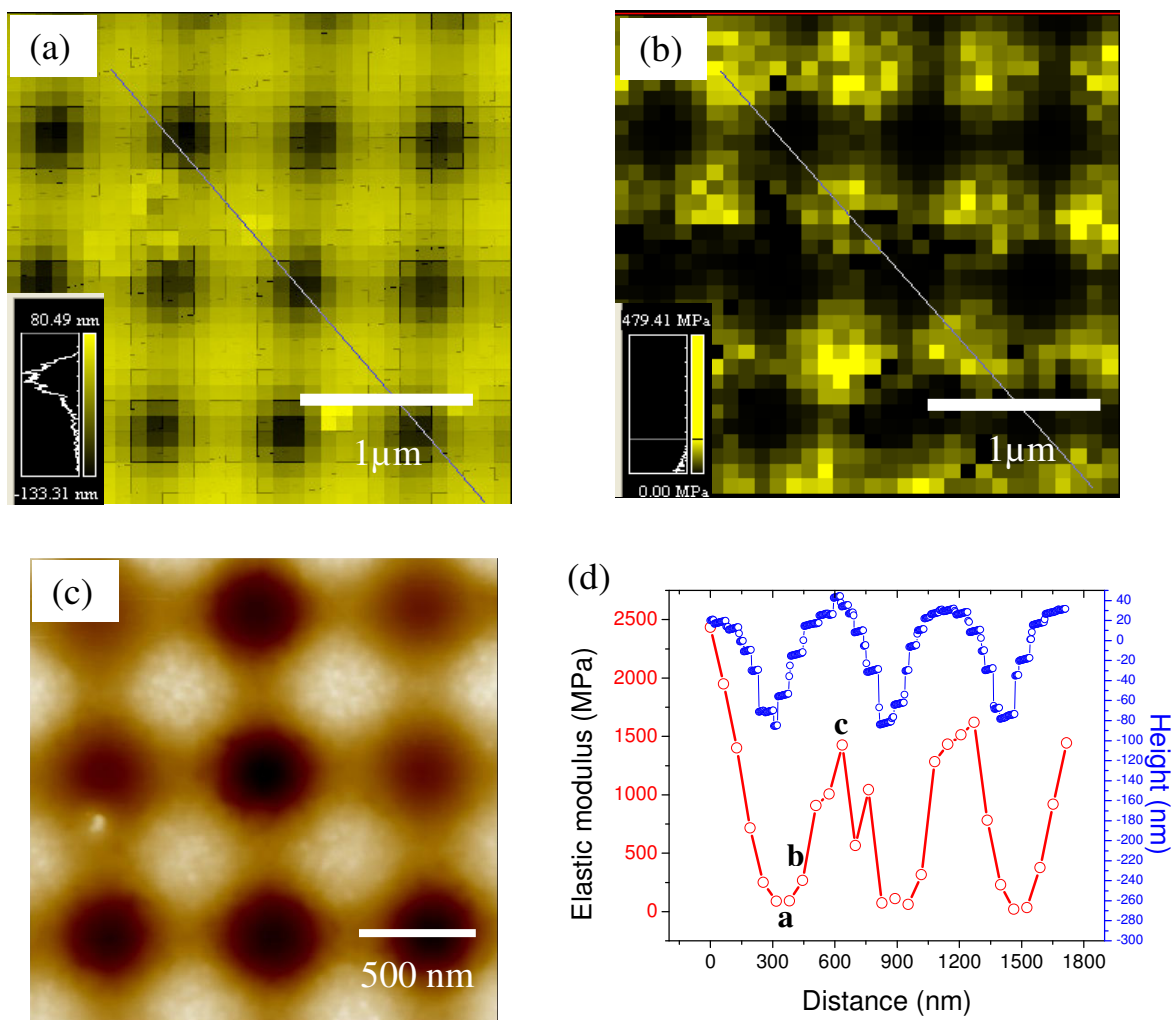 (a)
80.49 nm
-133.31 nm
1µm
(b)
479.41 MPa
0.00 MPa
1µm
(c)
500 nm
(d)
Elastic modulus (MPa)
2500
2000
1500
1000
500
0
c
b
a
40
20
0
-20
-40
-60
-80
-100
-120
-140
-160
-180
-200
-220
-240
-260
-280
-300
Height (nm)
0 300 600 900 1200 1500 1800
Distance (nm)